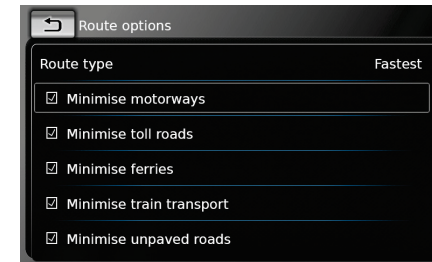 Route options
Route type Fastest
Minimise motorways
Minimise toll roads
Minimise ferries
Minimise train transport
Minimise unpaved roads